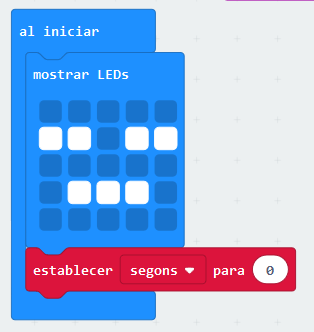 al iniciar
mostrar LEDs
establecer segons para 0